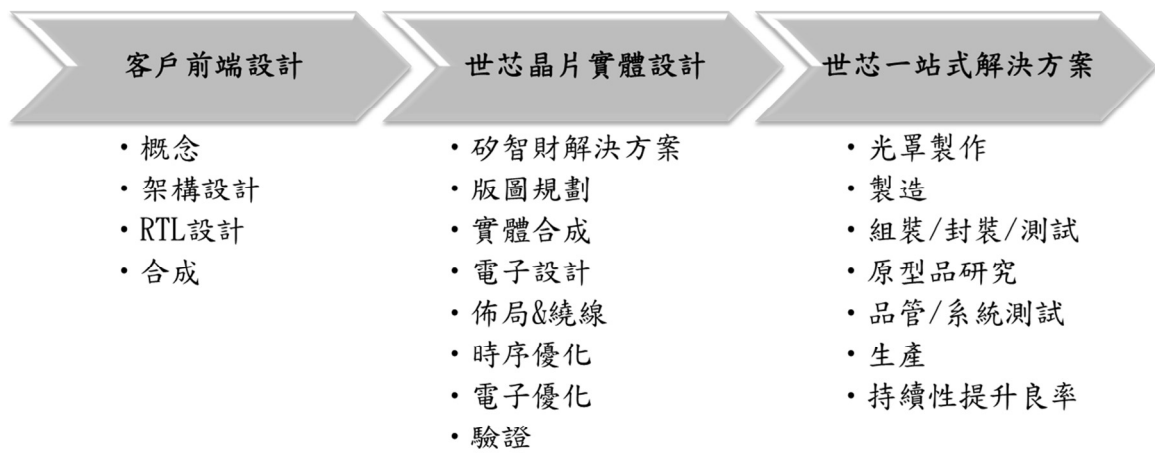 客戶前端設計
・概念
・架構設計
・RTL設計
・合成
世芯晶片實體設計
・矽智財解決方案
・版圖規劃
・實體合成
・電子設計
・佈局&繞線
・時序優化
・電子優化
・驗證
世芯一站式解決方案
・光罩製作
・製造
・組裝/封裝/測試
・原型品研究
・品管/系統測試
・生產
・持續性提升良率